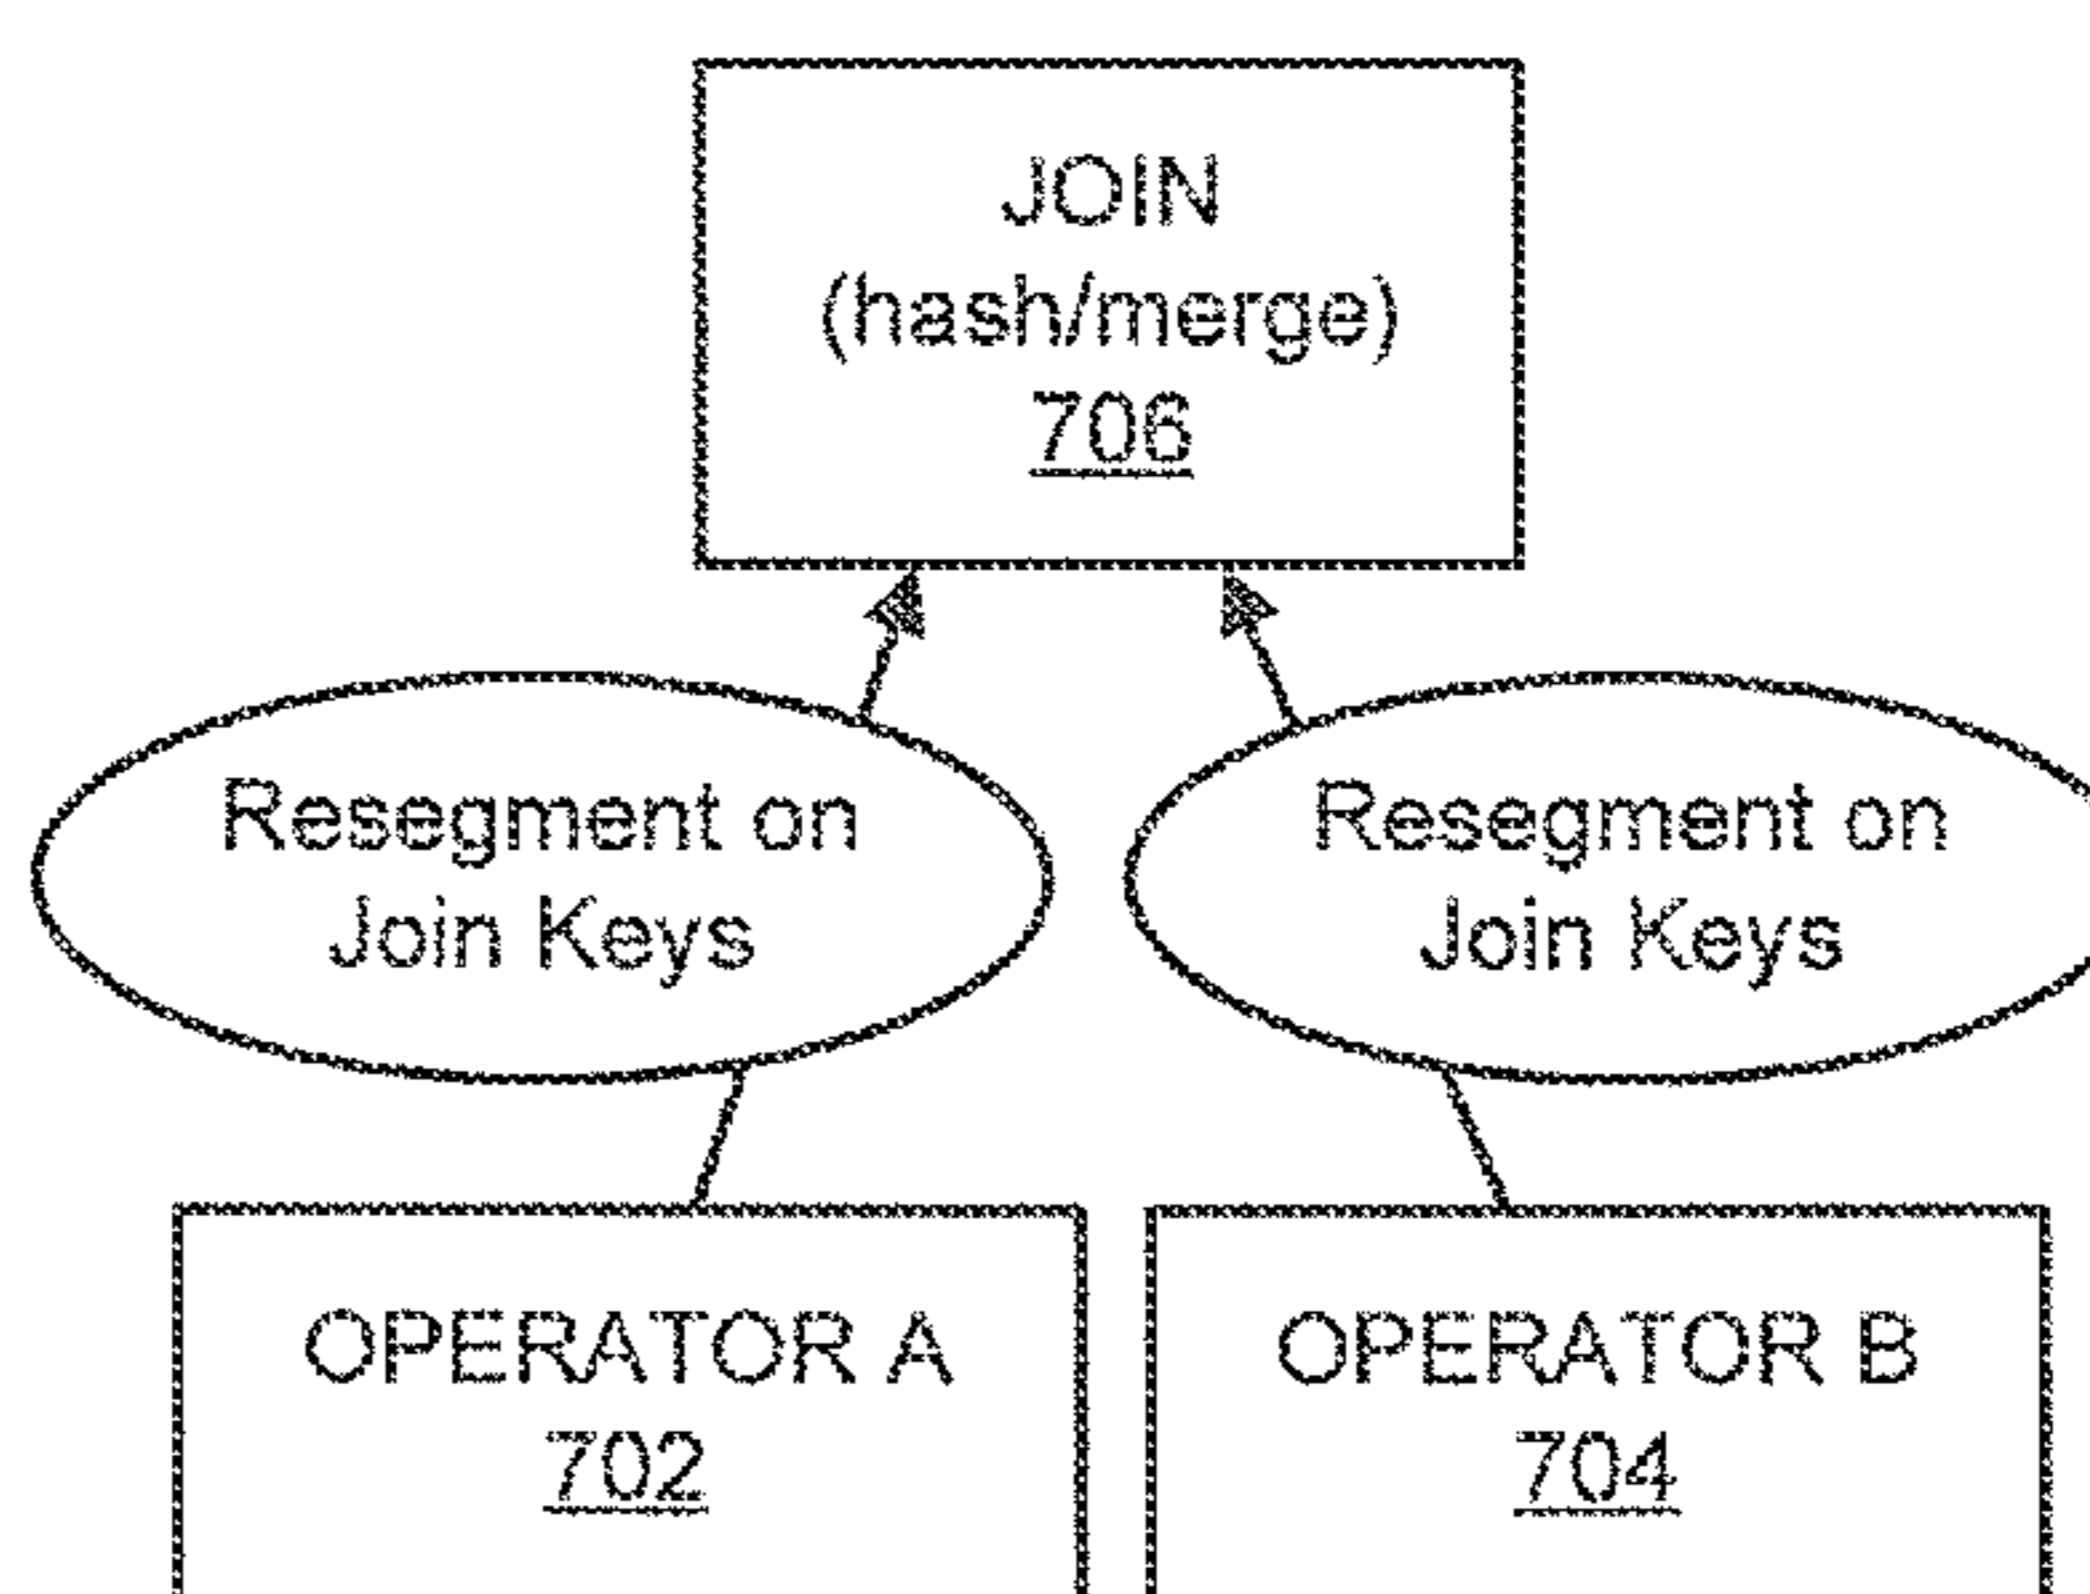 JOIN
(hash/merge)
706
Resegment on
Join Keys
Resegment on
Join Keys
OPERATOR A
702
OPERATOR B
704